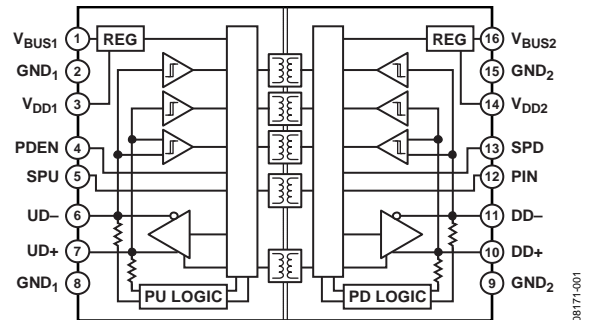 VBUS1 1 REG REG 16 VBUS2
GND1 2 15 GND2
VDD1 3 14 VDD2
PDEN 4 13 SPD
SPU 5 12 PIN
UD– 6 11 DD–
UD+ 7 10 DD+
GND1 8 PU LOGIC PD LOGIC 9 GND2
08171-001